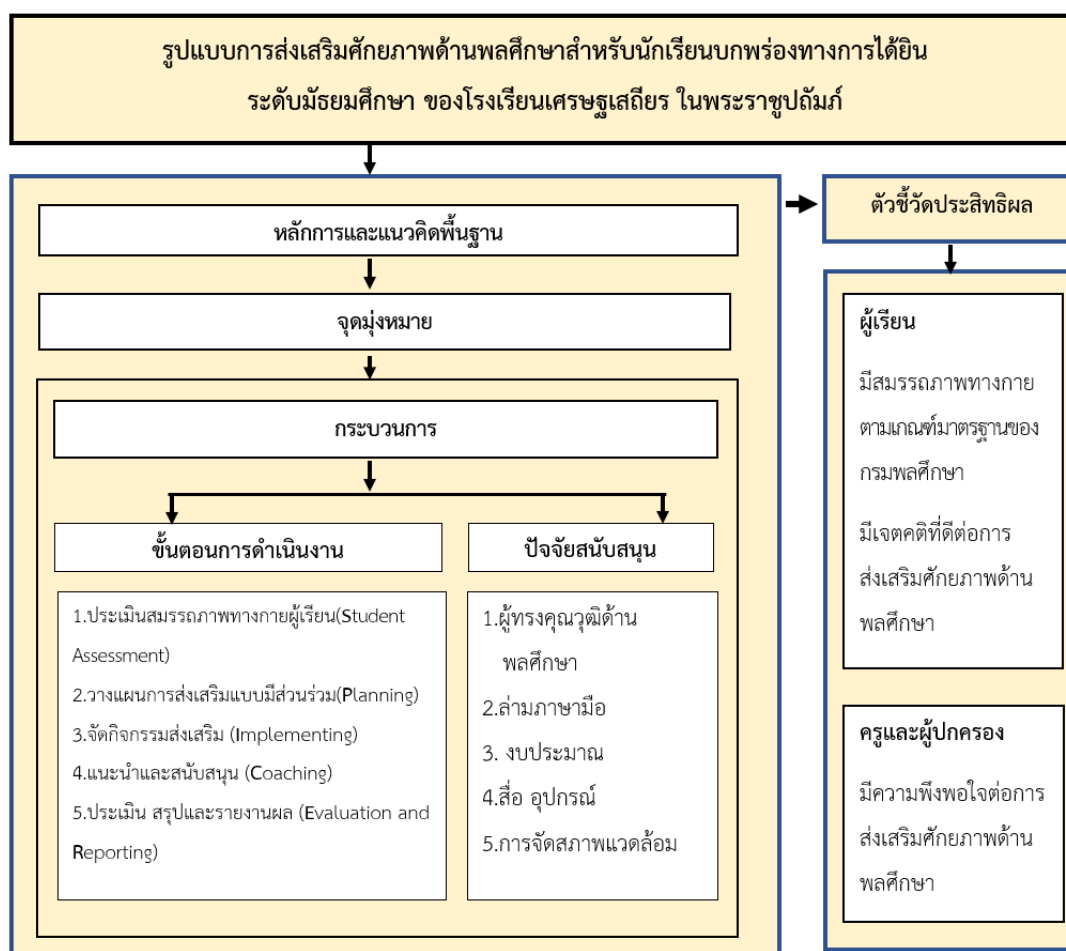 รูปแบบการส่งเสริมศักยภาพด้านพลศึกษาสำหรับนักเรียนบกพร่องทางการได้ยิน
ระดับมัธยมศึกษา ของโรงเรียนเศรษฐเสถียร ในพระราชูปถัมภ์
หลักการและแนวคิดพื้นฐาน
จุดมุ่งหมาย
กระบวนการ
ขั้นตอนการดำเนินงาน
1.ประเมินสมรรถภาพทางกายผู้เรียน(Student
Assessment)
2.วางแผนการส่งเสริมแบบมีส่วนร่วม(Planning)
3.จัดกิจกรรมส่งเสริม (Implementing)
4.แนะนำและสนับสนุน (Coaching)
5.ประเมิน สรุปและรายงานผล (Evaluation and
Reporting)
ปัจจัยสนับสนุน
1.ผู้ทรงคุณวุฒิด้าน
พลศึกษา
2.ล่ามภาษามือ
3. งบประมาณ
4.สื่อ อุปกรณ์
5.การจัดสภาพแวดล้อม
ตัวชี้วัดประสิทธิผล
ผู้เรียน
มีสมรรถภาพทางกาย
ตามเกณฑ์มาตรฐานของ
กรมพลศึกษา
มีเจตคติที่ดีต่อการ
ส่งเสริมศักยภาพด้าน
พลศึกษา
ครูและผู้ปกครอง
มีความพึงพอใจต่อการ
ส่งเสริมศักยภาพด้าน
พลศึกษา